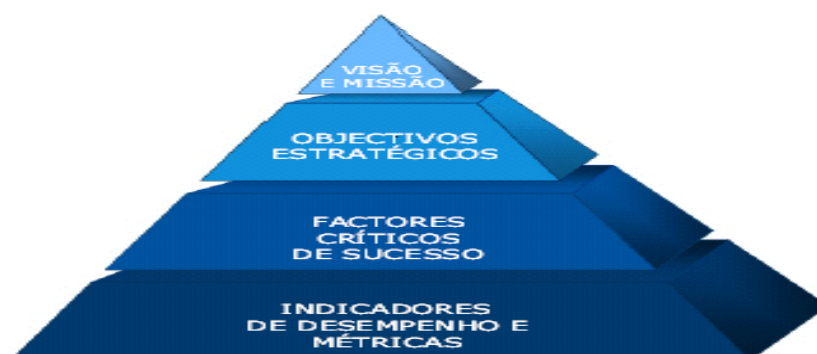 VISÃO
E MISSÃO
OBJECTIVOS
ESTRATÉGICOS
FACTORES
CRÍTICOS
DE SUCESSO
INDICADORES
DE DESEMPENHO E
MÉTRICAS